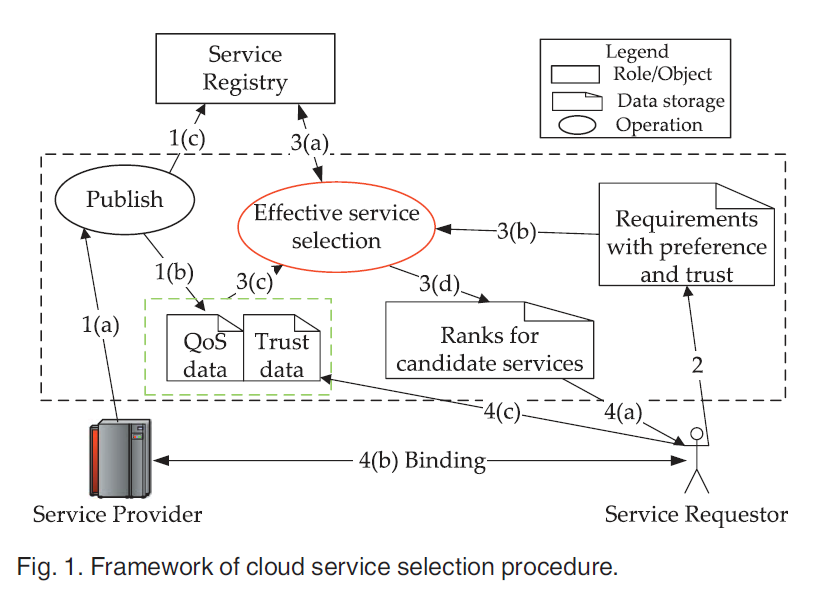 Service
Registry
Legend
Role/Object
Data storage
Operation
1(c)
3(a)
Publish
Effective service
selection
3(b)
Requirements
with preference
and trust
1(b)
3(c)
3(d)
1(a)
QoS
data
Trust
data
Ranks for
candidate services
2
4(c)
4(a)
4(b) Binding
Service Provider
Service Requestor
Fig. 1. Framework of cloud service selection procedure.